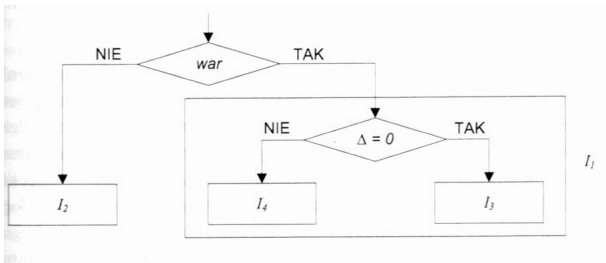 NIE war TAK
NIE Δ = 0 TAK
I₁
I₂ I₄ I₃